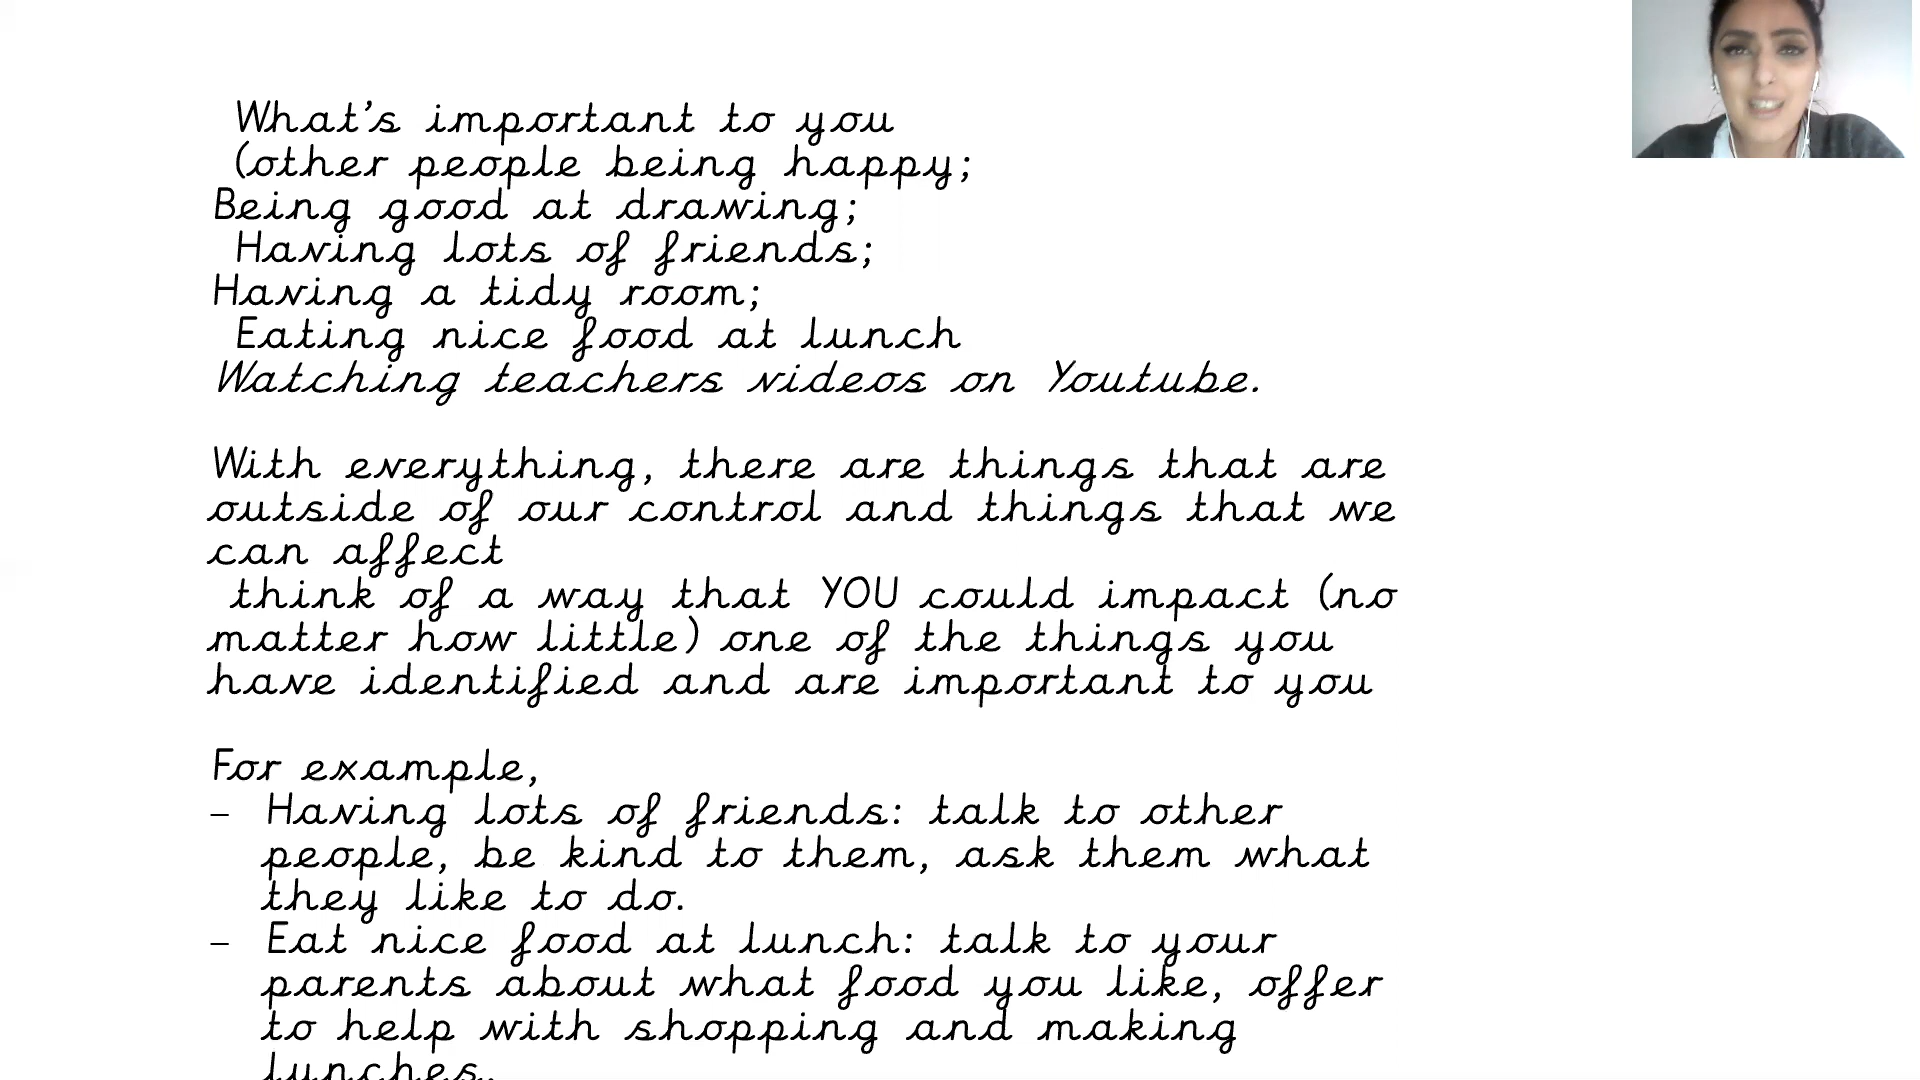 What's important to you
(other people being happy;
Being good at drawing;
Having lots of friends;
Having a tidy room;
Eating nice food at lunch
Watching teachers videos on Youtube.
With everything, there are things that are
outside of our control and things that we
can affect
think of a way that YOU could impact (no
matter how little) one of the things you
have identified and are important to you
For example,
– Having lots of friends: talk to other
people, be kind to them, ask them what
they like to do.
– Eat nice food at lunch: talk to your
parents about what food you like, offer
to help with shopping and making
lunches.